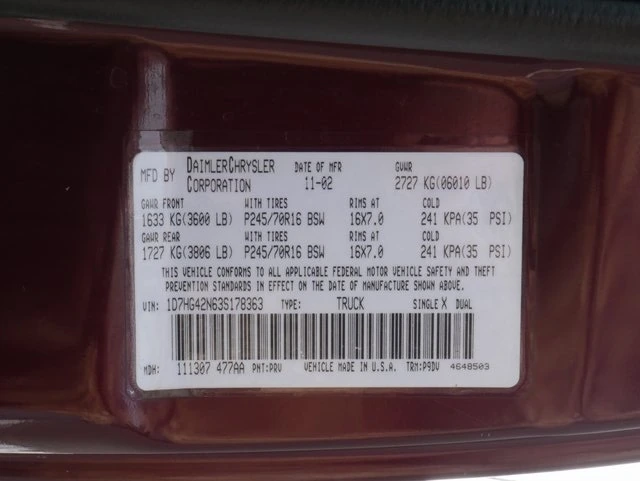 MFD BY DAIMLERCHRYSLER CORPORATION DATE OF MFR 11-02 GVWR 2727 KG(06010 LB)
GAWR FRONT WITH TIRES RIMS AT COLD
1633 KG(3600 LB) P245/70R16 BSW 16X7.0 241 KPA(35 PSI)
GAWR REAR WITH TIRES RIMS AT COLD
1727 KG(3806 LB) P245/70R16 BSW 16X7.0 241 KPA(35 PSI)
THIS VEHICLE CONFORMS TO ALL APPLICABLE FEDERAL MOTOR VEHICLE SAFETY AND THEFT
PREVENTION STANDARDS IN EFFECT ON THE DATE OF MANUFACTURE SHOWN ABOVE.
VIN: 1D7HG42N63S178363 TYPE: TRUCK SINGLE X DUAL
MDH: 111307 477AA PNT:PRV VEHICLE MADE IN U.S.A. TRM:P9DV 4648503